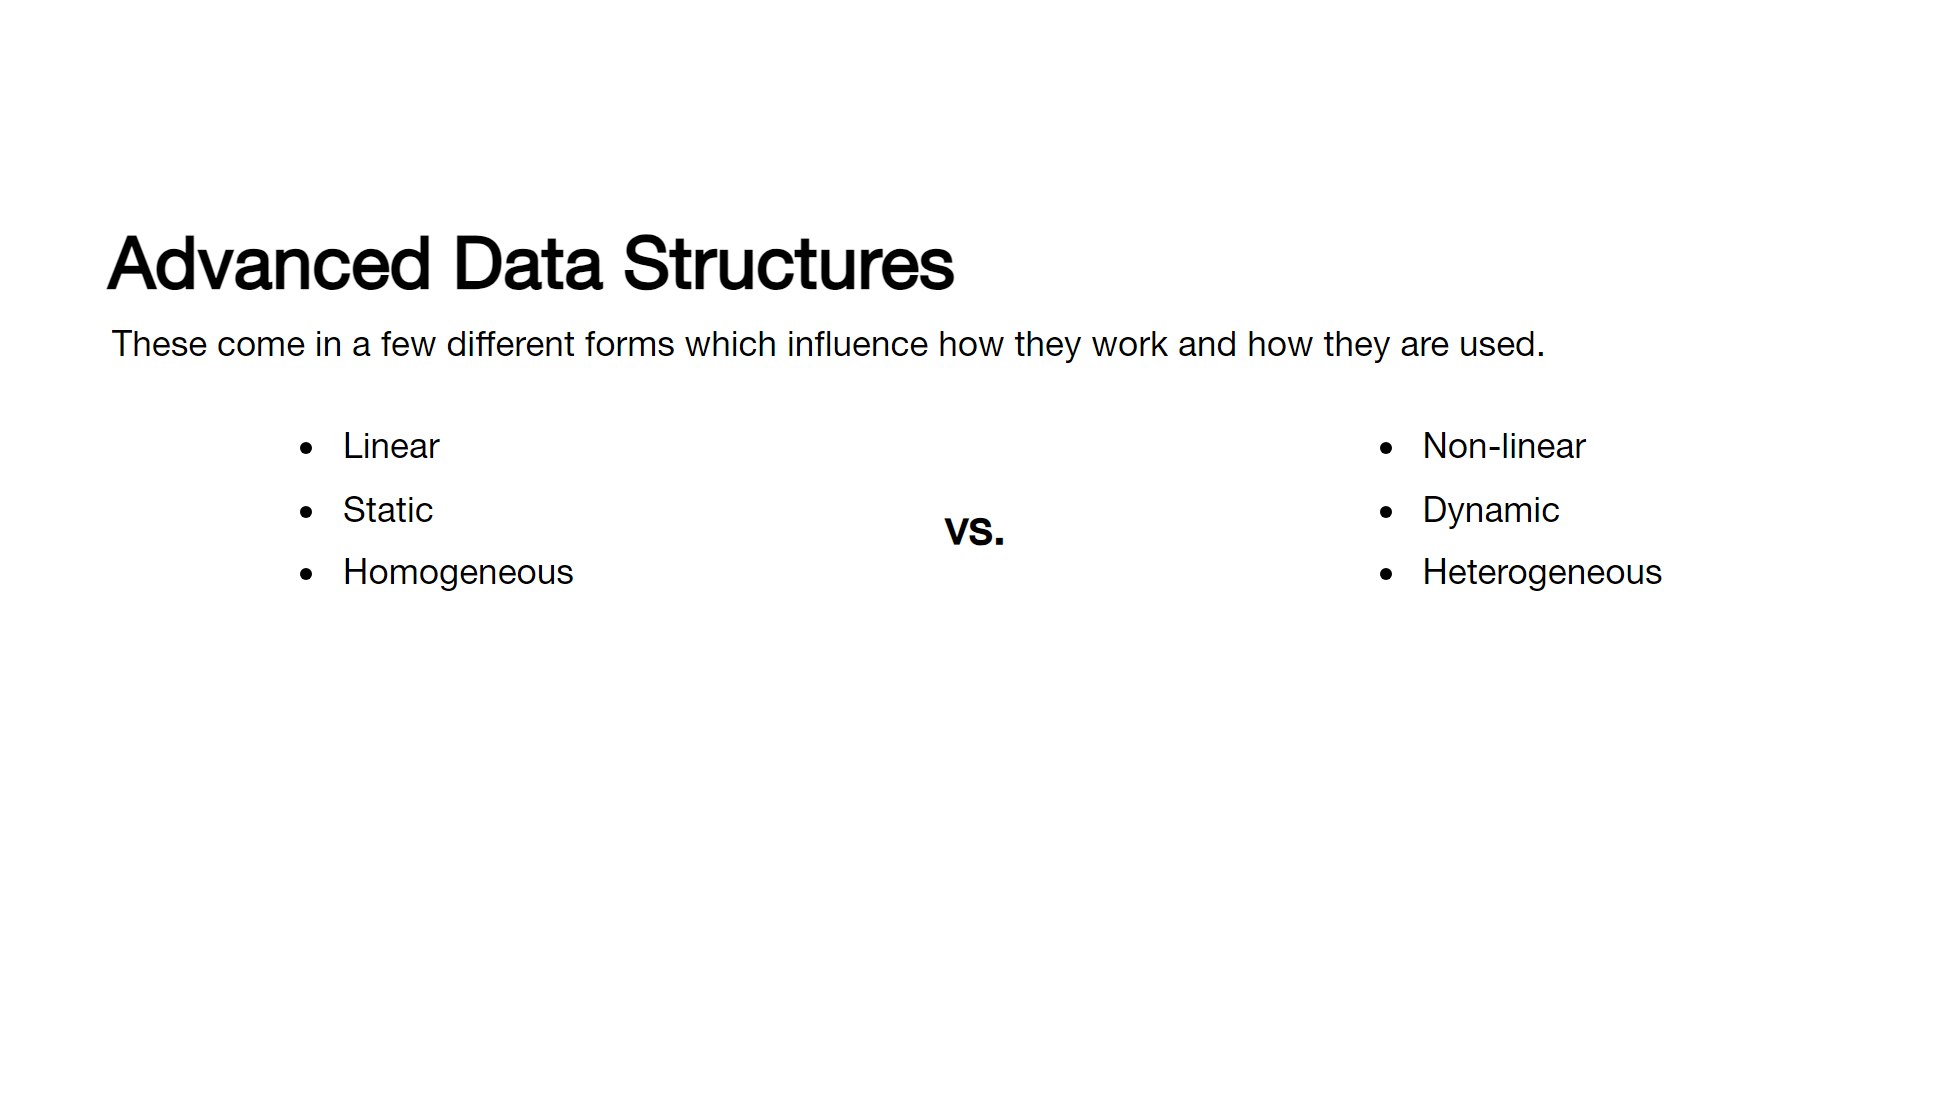 Advanced Data Structures
These come in a few different forms which influence how they work and how they are used.
• Linear
• Static
• Homogeneous
vs.
• Non-linear
• Dynamic
• Heterogeneous